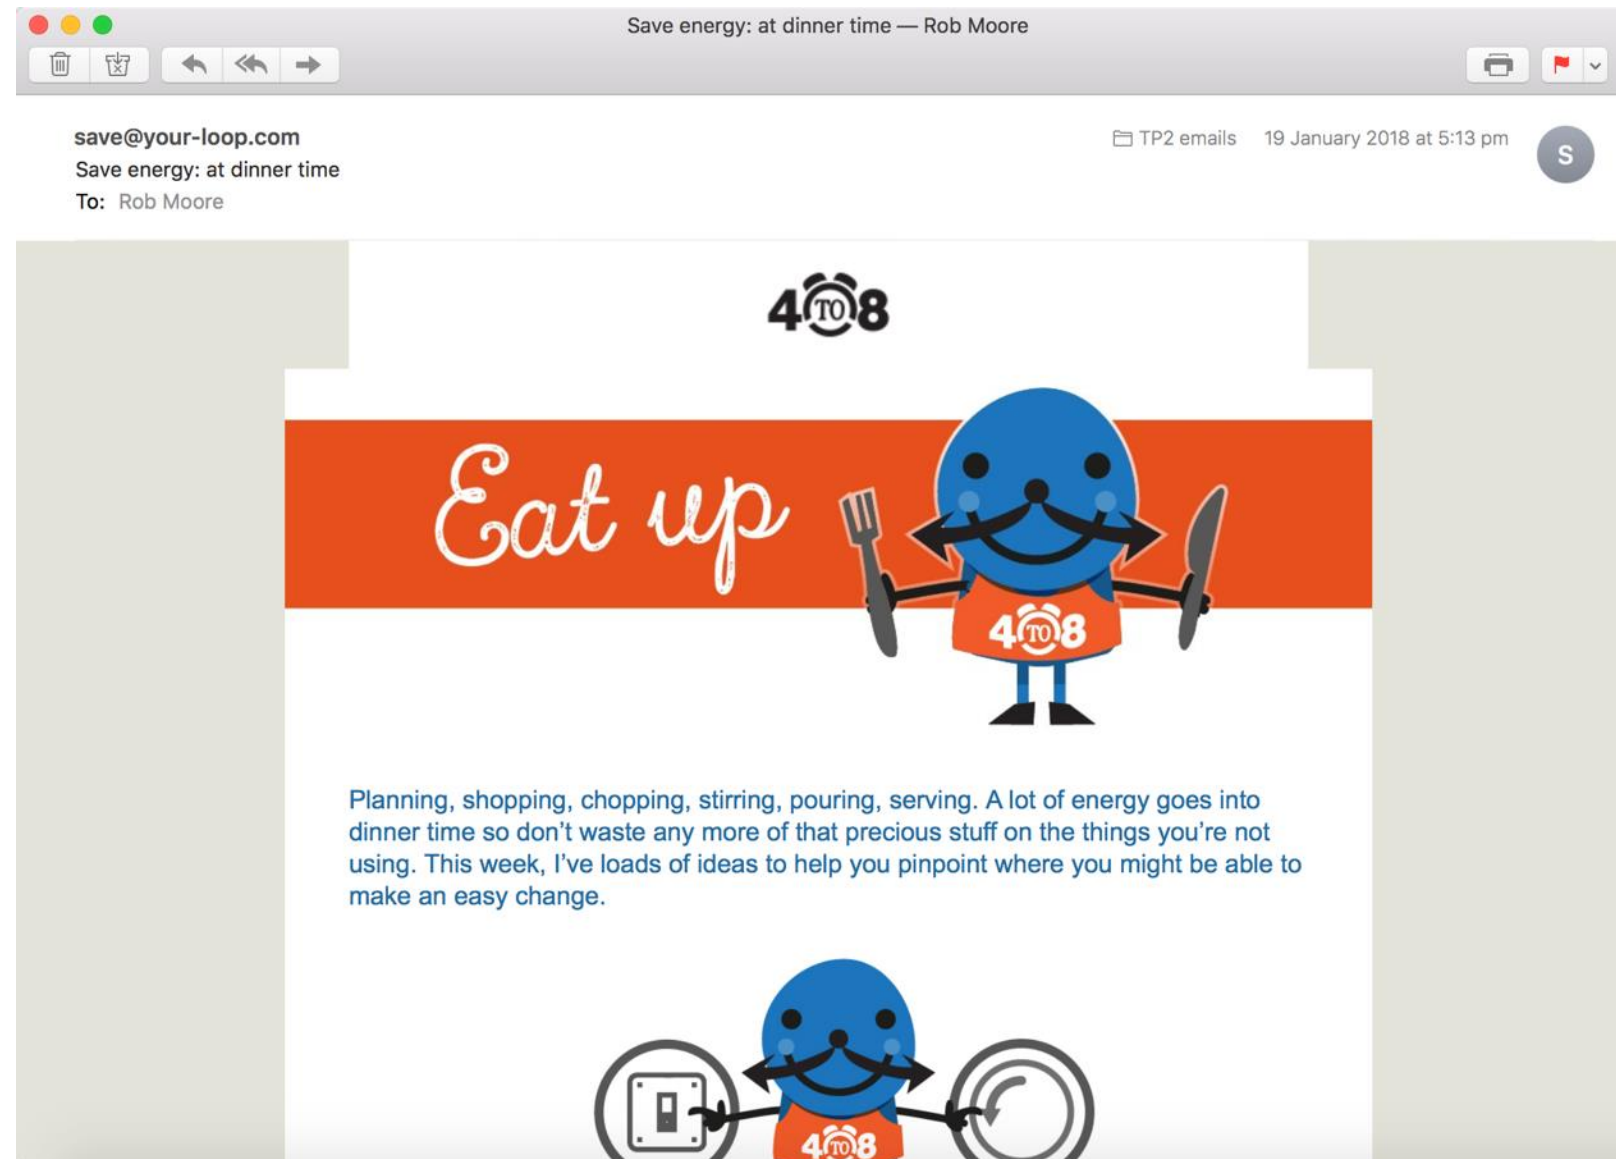 Save energy: at dinner time — Rob Moore
save@your-loop.com
TP2 emails 19 January 2018 at 5:13 pm
S
Save energy: at dinner time
To: Rob Moore
4 TO 8
Eat up
4 TO 8
Planning, shopping, chopping, stirring, pouring, serving. A lot of energy goes into
dinner time so don’t waste any more of that precious stuff on the things you’re not
using. This week, I’ve loads of ideas to help you pinpoint where you might be able to
make an easy change.
4 TO 8